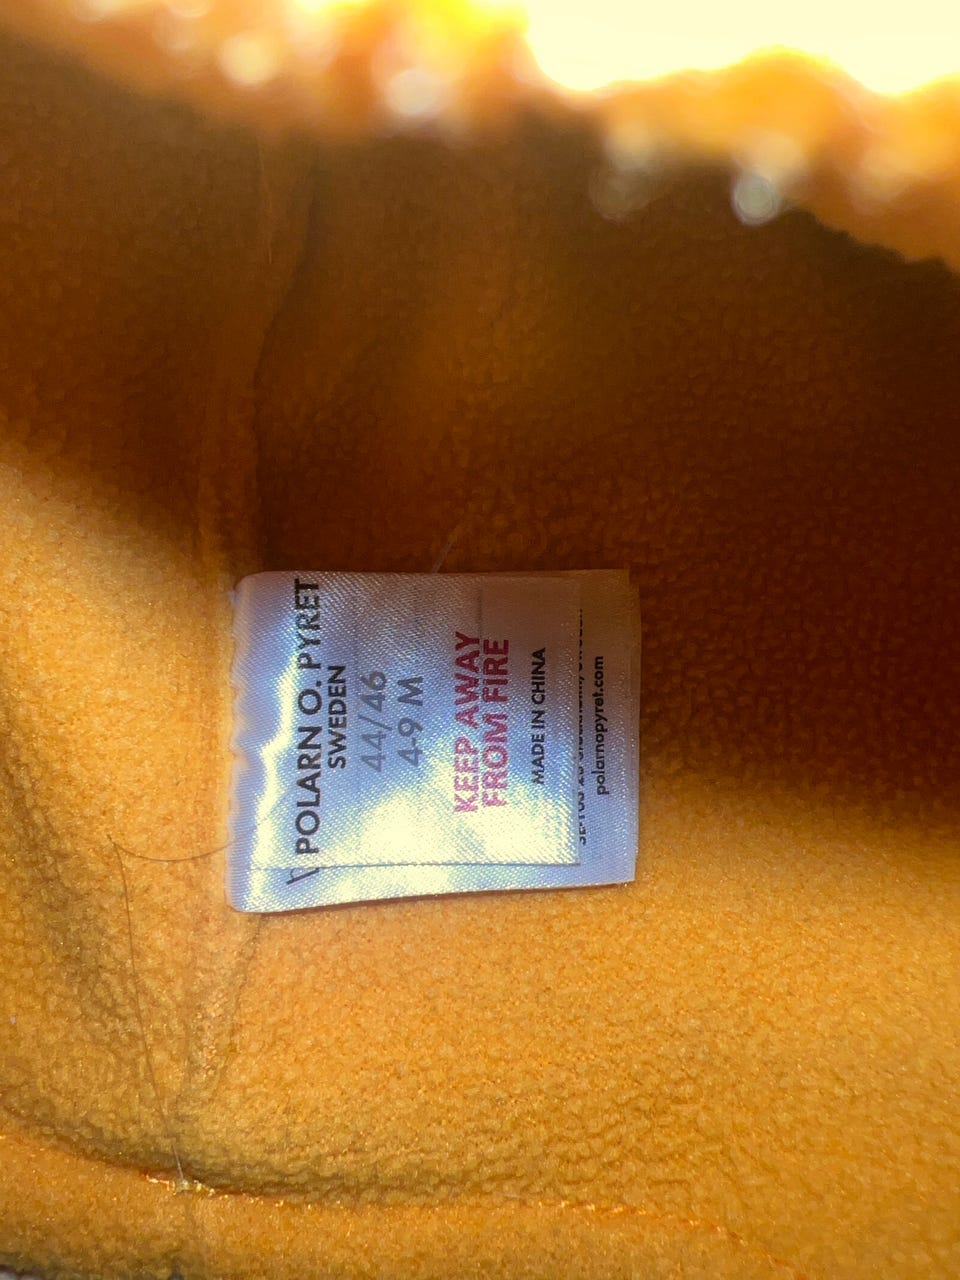 POLARN O. PYRET
SWEDEN
44/46
4-9 M
KEEP AWAY
FROM FIRE
MADE IN CHINA
polarnopyret.com